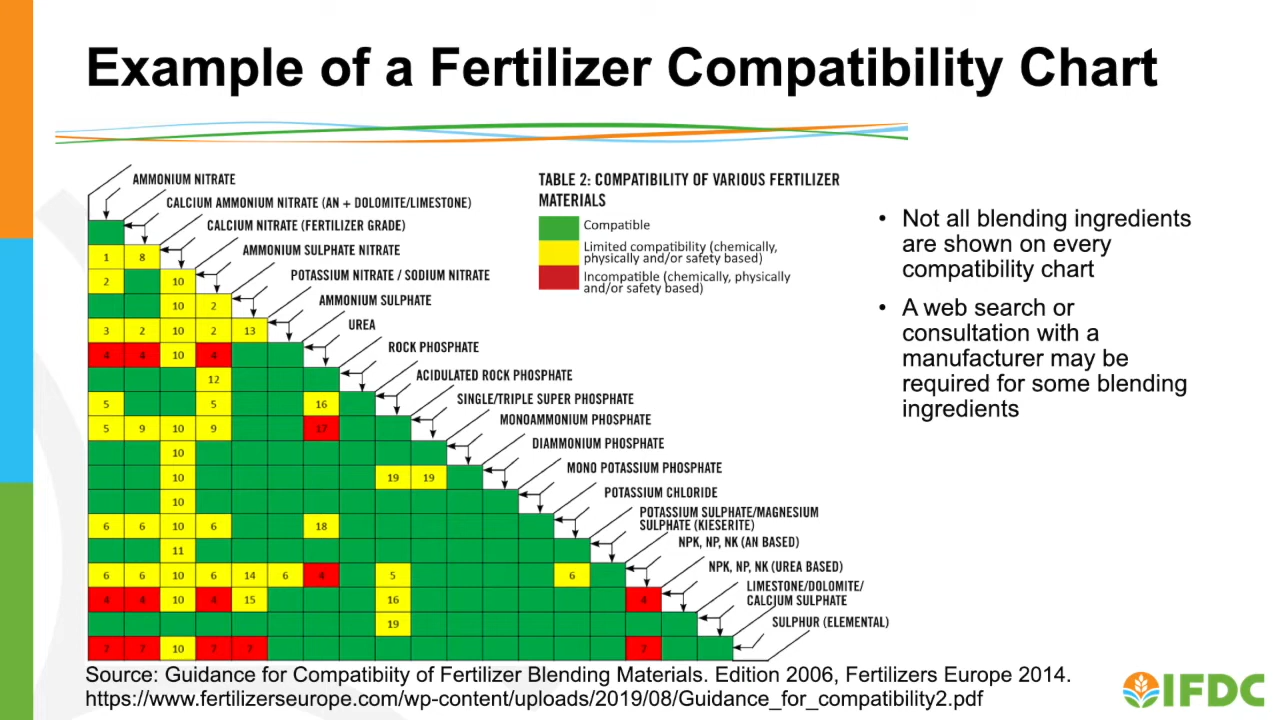 Example of a Fertilizer Compatibility Chart
AMMONIUM NITRATE
CALCIUM AMMONIUM NITRATE (AN + DOLOMITE/LIMESTONE)
CALCIUM NITRATE (FERTILIZER GRADE)
AMMONIUM SULPHATE NITRATE
POTASSIUM NITRATE / SODIUM NITRATE
AMMONIUM SULPHATE
UREA
ROCK PHOSPHATE
ACIDULATED ROCK PHOSPHATE
SINGLE/TRIPLE SUPER PHOSPHATE
MONOAMMONIUM PHOSPHATE
DIAMMONIUM PHOSPHATE
MONO POTASSIUM PHOSPHATE
POTASSIUM CHLORIDE
POTASSIUM SULPHATE/MAGNESIUM
SULPHATE (KIESERITE)
NPK, NP, NK (AN BASED)
NPK, NP, NK (UREA BASED)
LIMESTONE/DOLOMITE/
CALCIUM SULPHATE
SULPHUR (ELEMENTAL)
1 8
2 10
10 2
3 2 10 2 13
4 4 10 4
12
5 5 16
5 9 10 9 17
10
10 19 19
10
6 6 10 6 18
11
6 6 10 6 14 6 4 5 6
4 4 10 4 15 16 4
19
7 7 10 7 7 7
TABLE 2: COMPATIBILITY OF VARIOUS FERTILIZER
MATERIALS
Compatible
Limited compatibility (chemically,
physically and/or safety based)
Incompatible (chemically, physically
and/or safety based)
• Not all blending ingredients
are shown on every
compatibility chart
• A web search or
consultation with a
manufacturer may be
required for some blending
ingredients
Source: Guidance for Compatibiity of Fertilizer Blending Materials. Edition 2006, Fertilizers Europe 2014.
https://www.fertilizerseurope.com/wp-content/uploads/2019/08/Guidance_for_compatibility2.pdf
IFDC